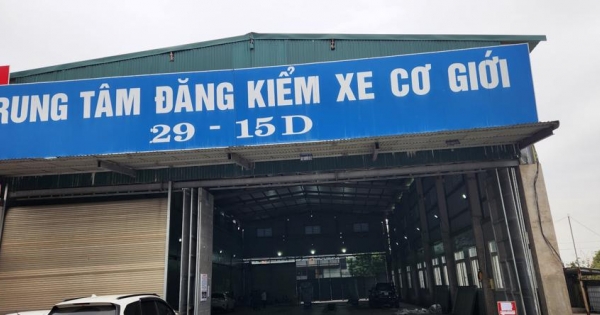 RUNG TÂM ĐĂNG KIỂM XE CƠ GIỚI
29 - 15D